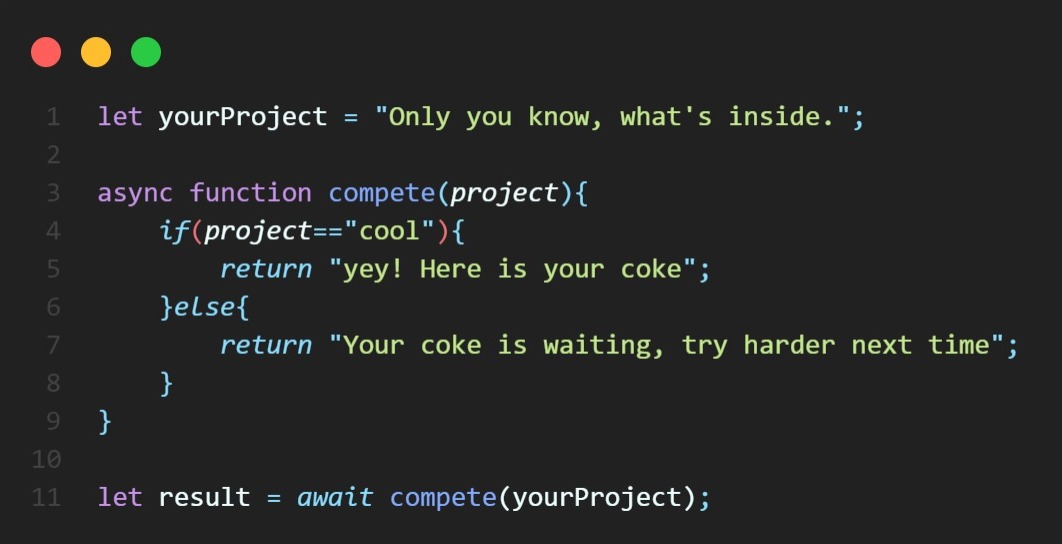 1 let yourProject = "Only you know, what's inside.";
2
3 async function compete(project){
4     if(project=="cool"){
5         return "yey! Here is your coke";
6     }else{
7         return "Your coke is waiting, try harder next time";
8     }
9 }
10
11 let result = await compete(yourProject);